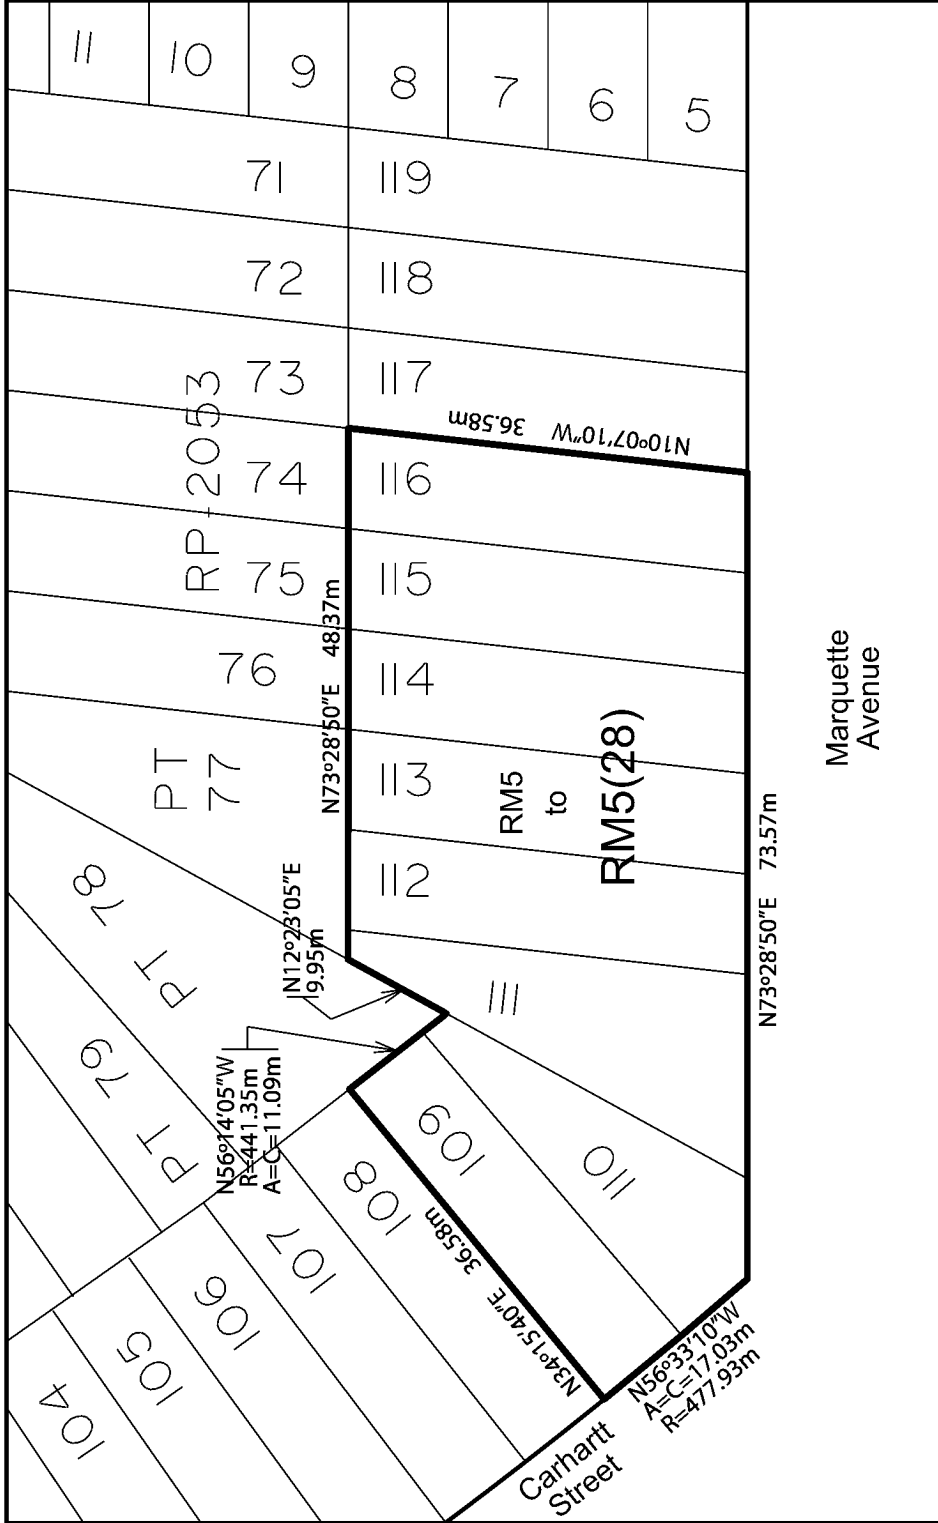 11
10
9
8
7
6
5
71
119
72
118
73
117
RP-2053
N10°07'10"W 36.58m
74
116
75
115
76
114
N73°28'50"E 48.37m
PT
77
113
RM5
to
RM5(28)
112
111
Marquette
Avenue
N73°28'50"E 73.57m
PT 78
N12°23'05"E
9.95m
PT 79
N56°14'05"W
R=441.35m
A=C=11.09m
109
110
108
107
106
105
104
N34°15'40"E 36.58m
N56°33'10"W
A=C=17.03m
R=477.93m
Carhartt
Street